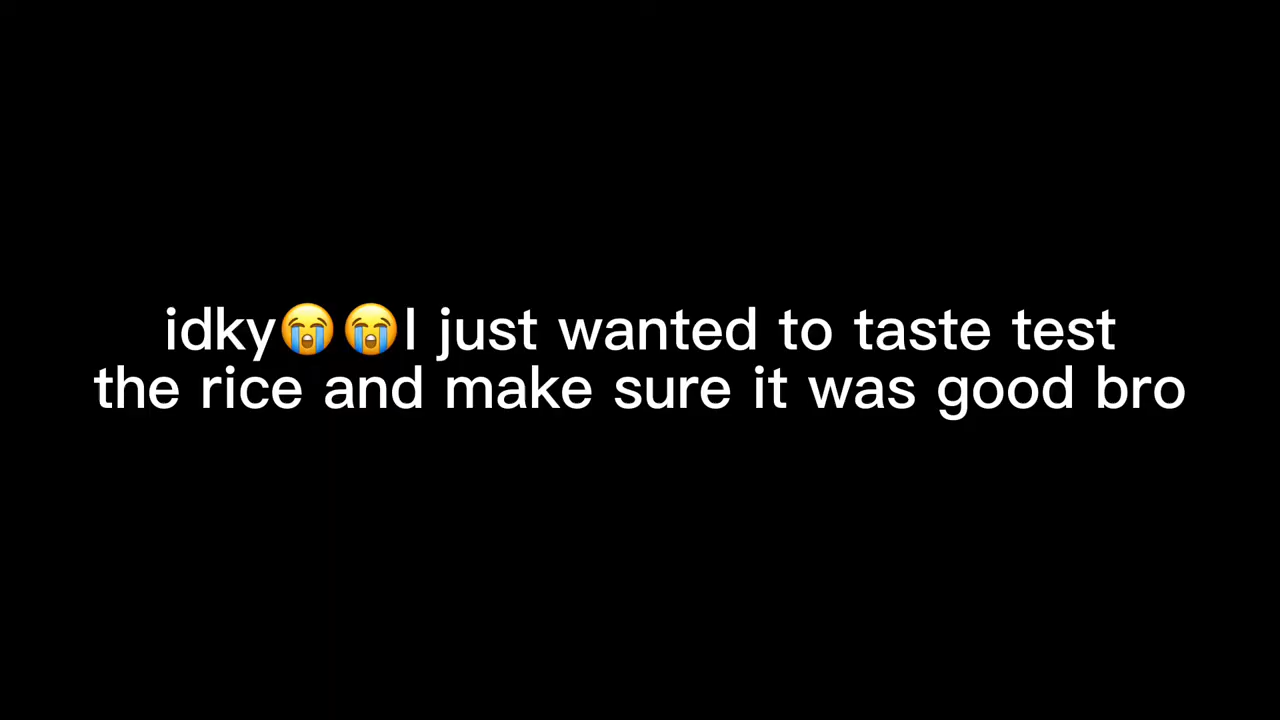 idky😭😭I just wanted to taste test
the rice and make sure it was good bro